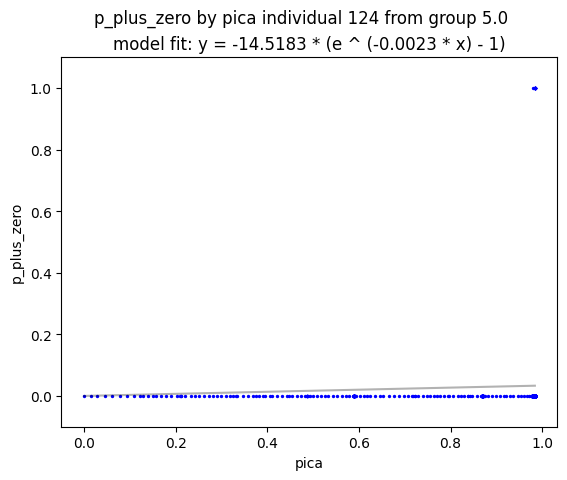 p_plus_zero by pica individual 124 from group 5.0
model fit: y = -14.5183 * (e ^ (-0.0023 * x) - 1)
1.0
0.8
0.6
0.4
0.2
0.0
p_plus_zero
0.0 0.2 0.4 0.6 0.8 1.0
pica